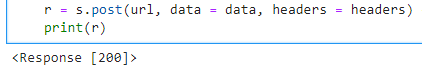 r = s.post(url, data = data, headers = headers)
print(r)
<Response [200]>